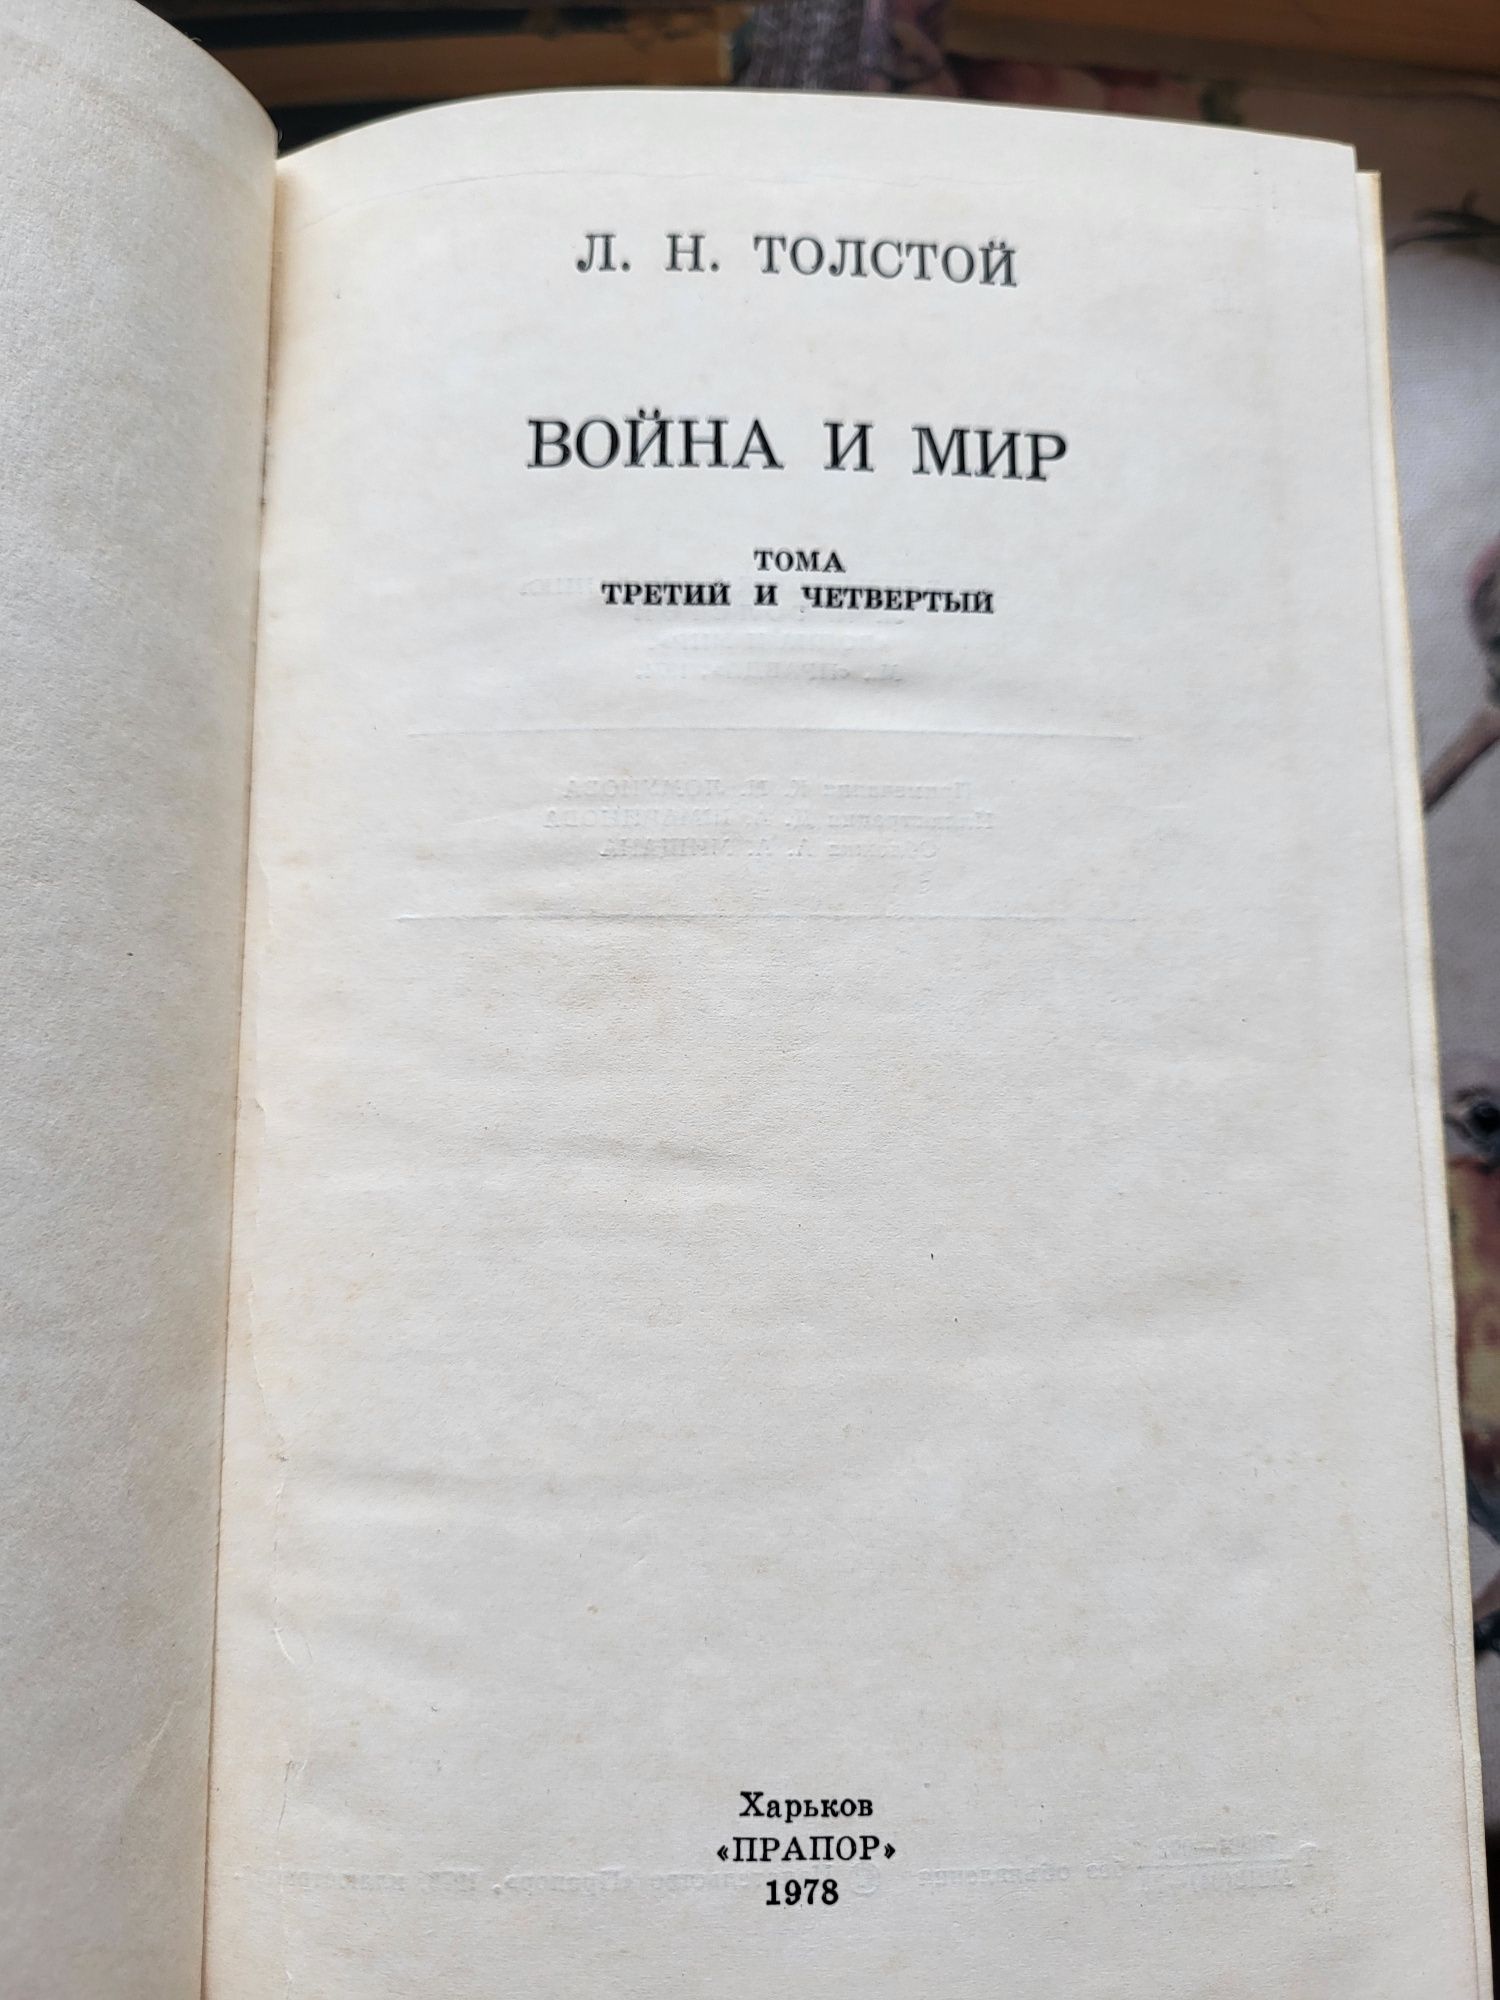 Л. Н. ТОЛСТОЙ
ВОЙНА И МИР
ТОМА
ТРЕТИЙ И ЧЕТВЕРТЫЙ
Харьков
«ПРАПОР»
1978